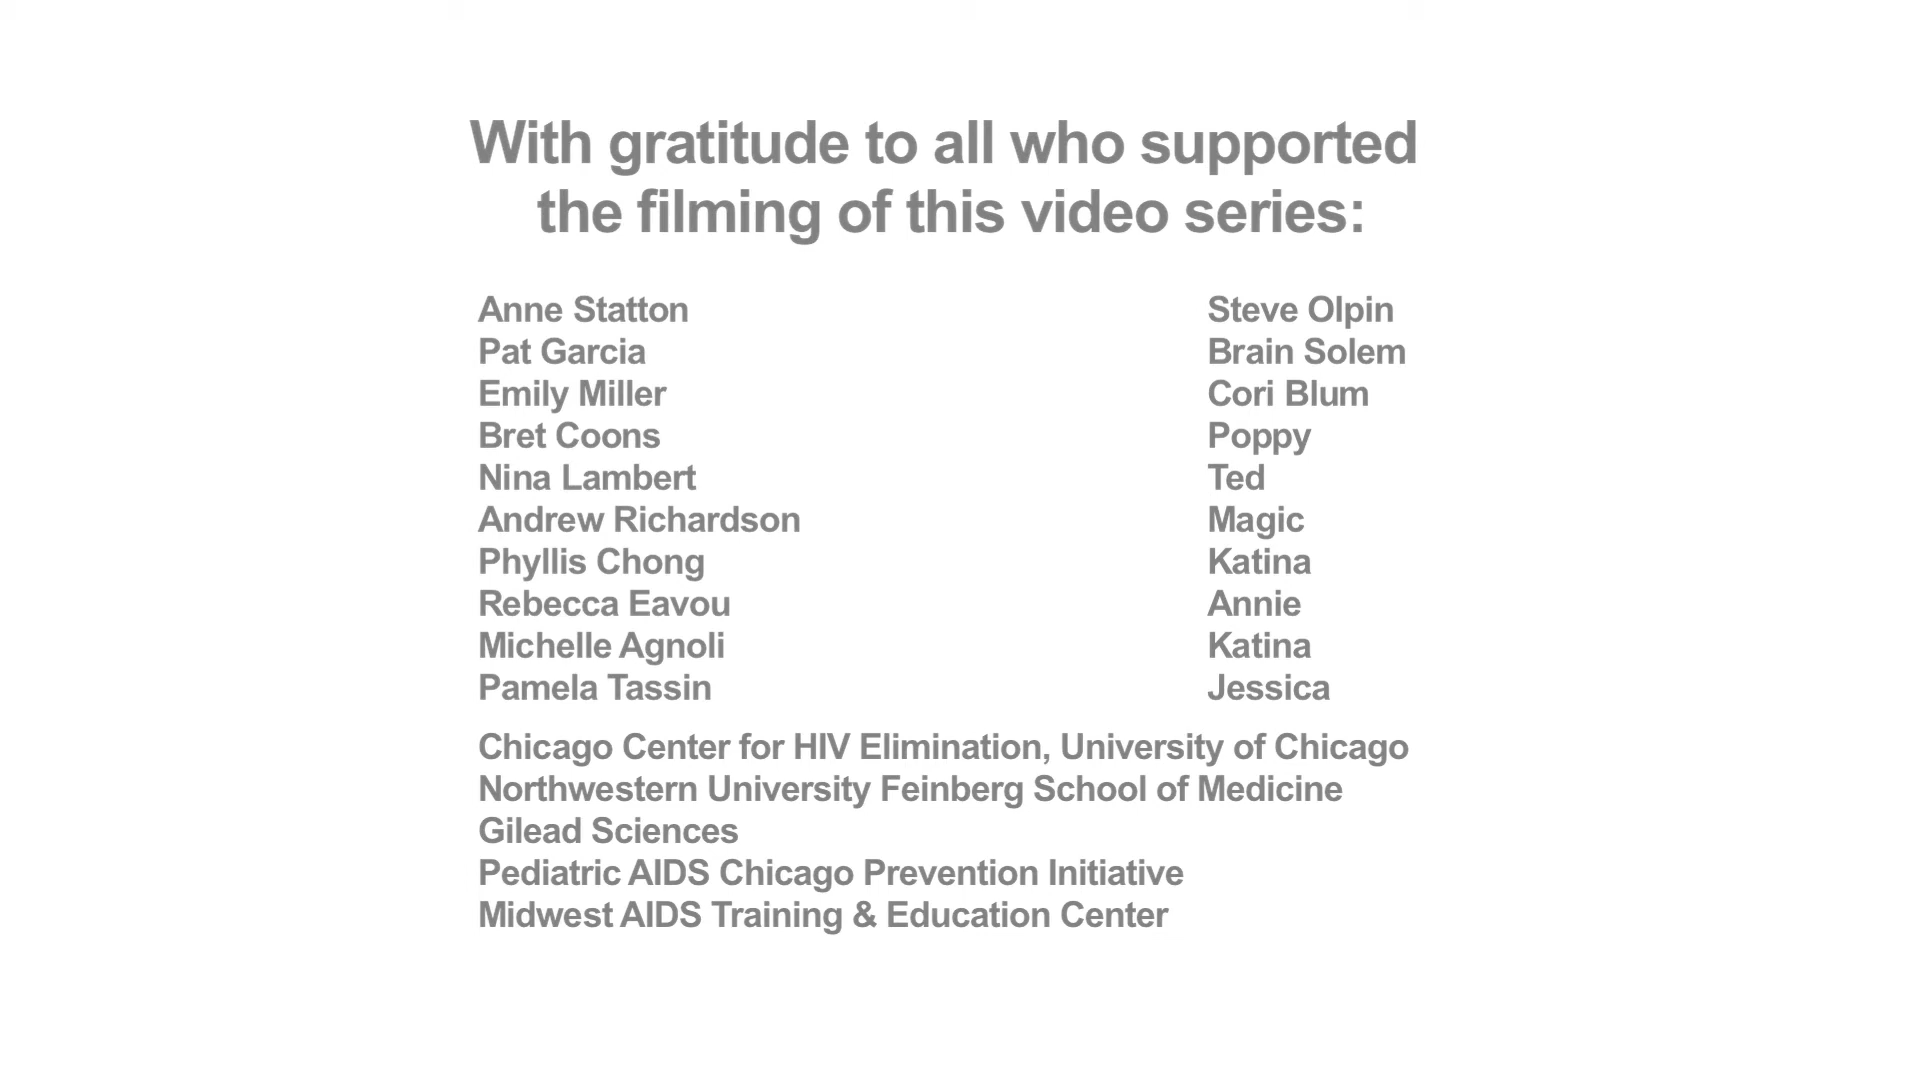 With gratitude to all who supported
the filming of this video series:
Anne Statton
Pat Garcia
Emily Miller
Bret Coons
Nina Lambert
Andrew Richardson
Phyllis Chong
Rebecca Eavou
Michelle Agnoli
Pamela Tassin
Steve Olpin
Brain Solem
Cori Blum
Poppy
Ted
Magic
Katina
Annie
Katina
Jessica
Chicago Center for HIV Elimination, University of Chicago
Northwestern University Feinberg School of Medicine
Gilead Sciences
Pediatric AIDS Chicago Prevention Initiative
Midwest AIDS Training & Education Center